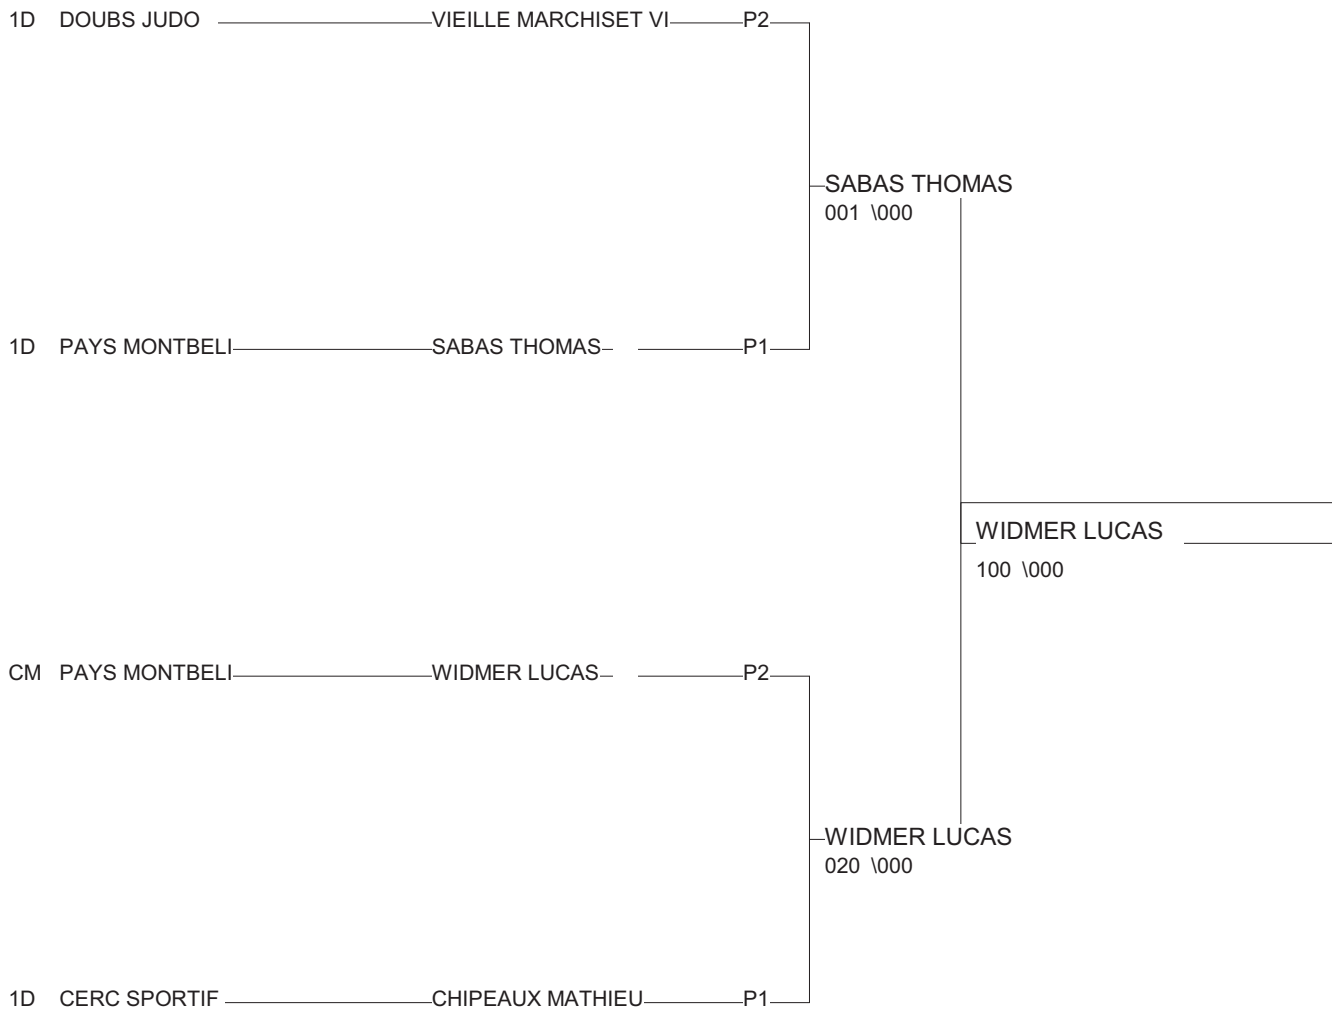 1D DOUBS JUDO VIEILLE MARCHISET VI P2
SABAS THOMAS
001 \000
1D PAYS MONTBELI SABAS THOMAS P1
WIDMER LUCAS
100 \000
CM PAYS MONTBELI WIDMER LUCAS P2
WIDMER LUCAS
020 \000
1D CERC SPORTIF CHIPEAUX MATHIEU P1